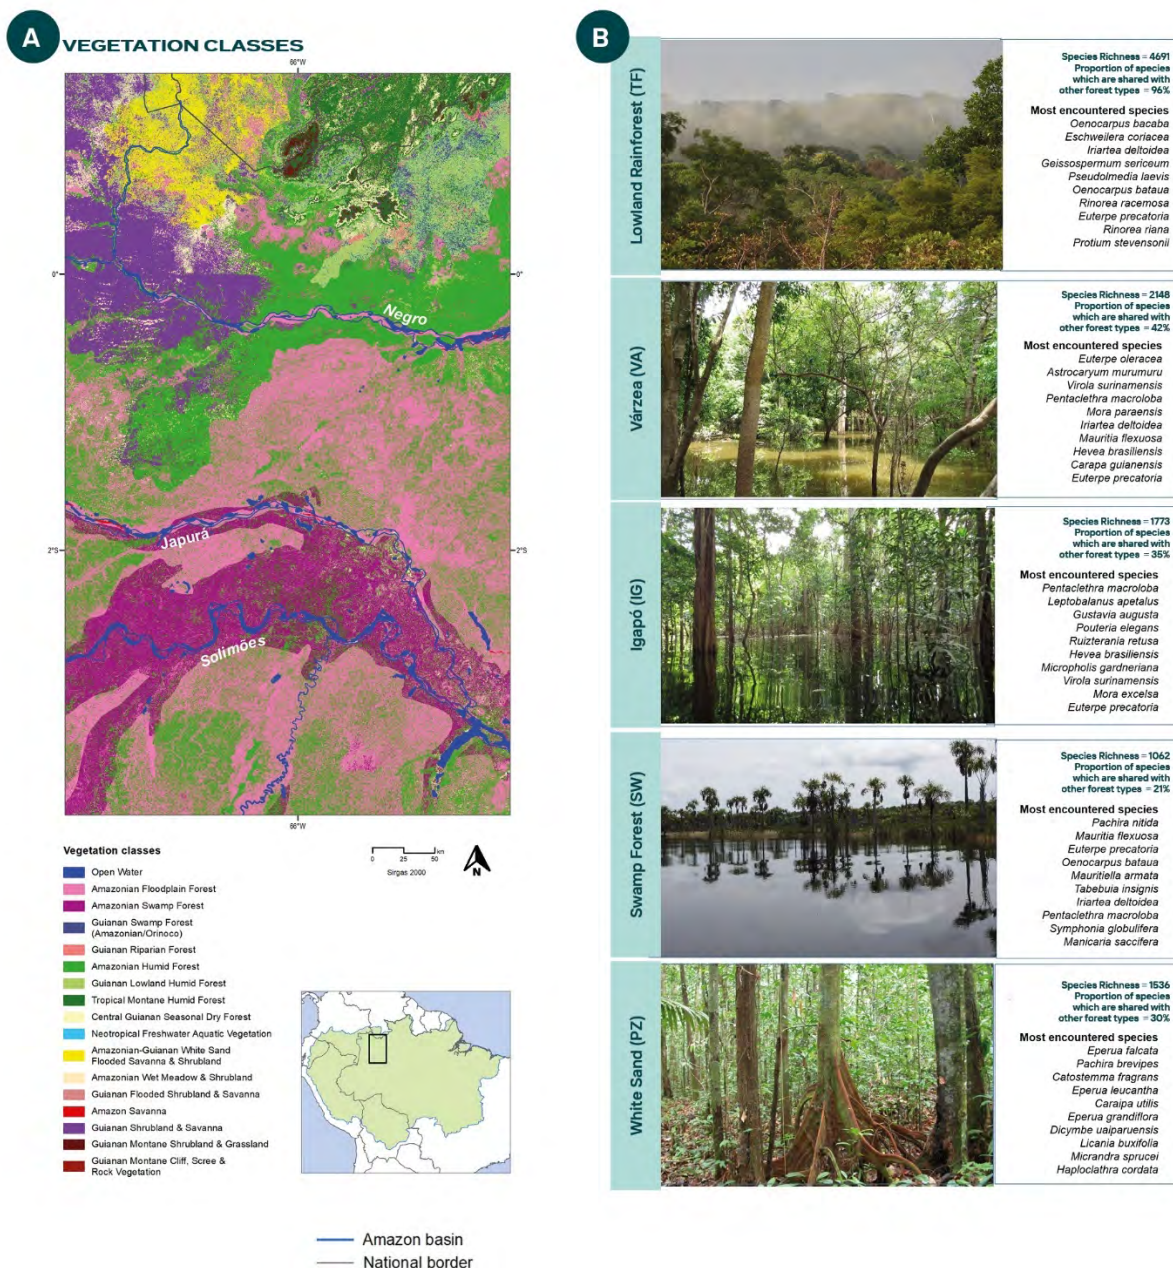 A
VEGETATION CLASSES
66°W
0°
0°
Negro
2°S
2°S
Japurá
Solimões
66°W
Vegetation classes
Open Water
Amazonian Floodplain Forest
Amazonian Swamp Forest
Guianan Swamp Forest
(Amazonian/Orinoco)
Guianan Riparian Forest
Amazonian Humid Forest
Guianan Lowland Humid Forest
Tropical Montane Humid Forest
Central Guianan Seasonal Dry Forest
Neotropical Freshwater Aquatic Vegetation
Amazonian-Guianan White Sand
Flooded Savanna & Shrubland
Amazonian Wet Meadow & Shrubland
Guianan Flooded Shrubland & Savanna
Amazon Savanna
Guianan Shrubland & Savanna
Guianan Montane Shrubland & Grassland
Guianan Montane Cliff, Scree &
Rock Vegetation
0 25 50 km
Sirgas 2000
N
Amazon basin
National border
B
Lowland Rainforest (TF)
Species Richness = 4691
Proportion of species
which are shared with
other forest types = 96%
Most encountered species
Oenocarpus bacaba
Eschweilera coriacea
Iriartea deltoidea
Geissospermum sericeum
Pseudolmedia laevis
Oenocarpus bataua
Rinorea racemosa
Euterpe precatoria
Rinorea riana
Protium stevensonii
Várzea (VA)
Species Richness = 2148
Proportion of species
which are shared with
other forest types = 42%
Most encountered species
Euterpe oleracea
Astrocaryum murumuru
Virola surinamensis
Pentaclethra macroloba
Mora paraensis
Iriartea deltoidea
Mauritia flexuosa
Hevea brasiliensis
Carapa guianensis
Euterpe precatoria
Igapó (IG)
Species Richness = 1773
Proportion of species
which are shared with
other forest types = 35%
Most encountered species
Pentaclethra macroloba
Leptobalanus apetalus
Gustavia augusta
Pouteria elegans
Ruizterania retusa
Hevea brasiliensis
Micropholis gardneriana
Virola surinamensis
Mora excelsa
Euterpe precatoria
Swamp Forest (SW)
Species Richness = 1062
Proportion of species
which are shared with
other forest types = 21%
Most encountered species
Pachira nitida
Mauritia flexuosa
Euterpe precatoria
Oenocarpus bataua
Mauritiella armata
Tabebuia insignis
Iriartea deltoidea
Pentaclethra macroloba
Symphonia globulifera
Manicaria saccifera
White Sand (PZ)
Species Richness = 1536
Proportion of species
which are shared with
other forest types = 30%
Most encountered species
Eperua falcata
Pachira brevipes
Catostemma fragrans
Eperua leucantha
Caraipa utilis
Eperua grandiflora
Dicymbe uaiparuensis
Licania buxifolia
Micrandra sprucei
Haploclathra cordata